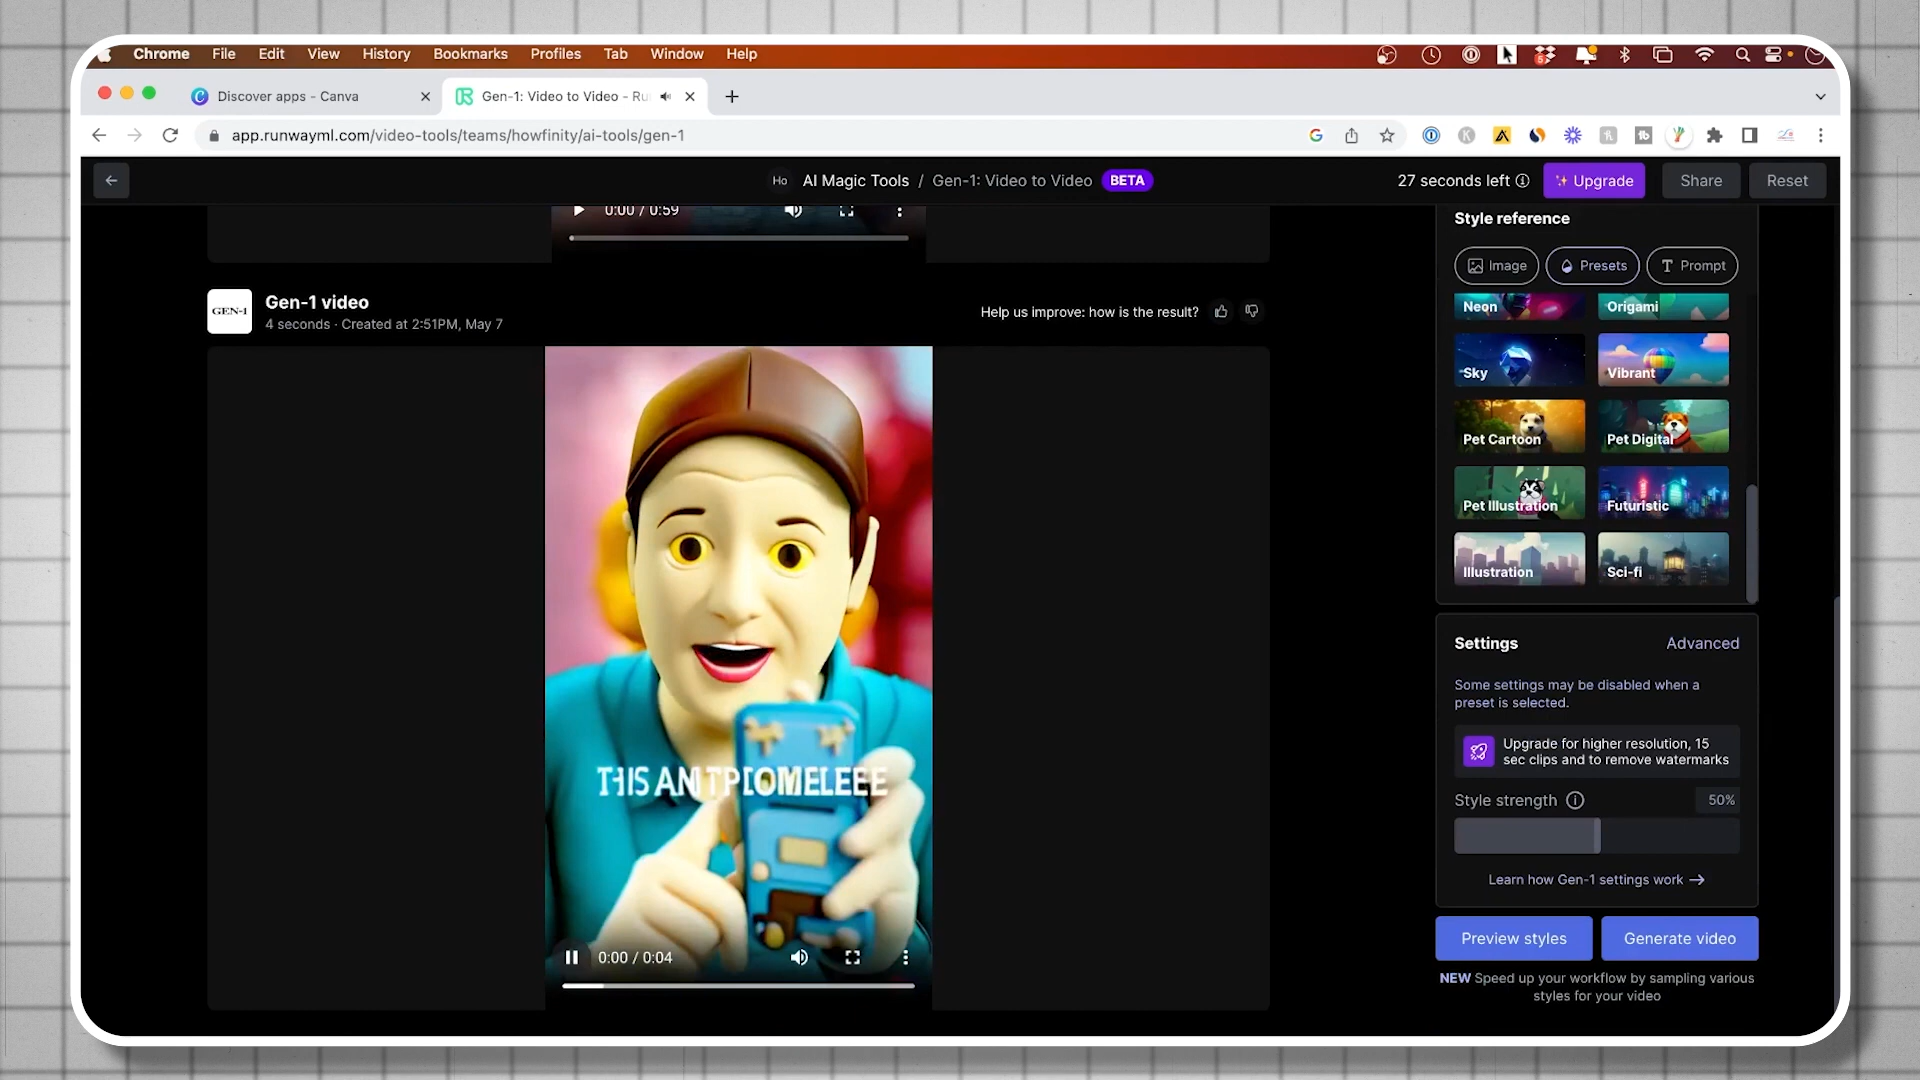 Chrome File Edit View History Bookmarks Profiles Tab Window Help
Discover apps - Canva
Gen-1: Video to Video - Ru
app.runwayml.com/video-tools/teams/howfinity/ai-tools/gen-1
Ho AI Magic Tools / Gen-1: Video to Video BETA
27 seconds left
Upgrade
Share
Reset
0:00 / 0:59
GEN-1
Gen-1 video
4 seconds · Created at 2:51PM, May 7
Help us improve: how is the result?
THIS ANTPIOMELEEE
0:00 / 0:04
Style reference
Image Presets Prompt
Neon Origami
Sky Vibrant
Pet Cartoon Pet Digital
Pet Illustration Futuristic
Illustration Sci-fi
Settings Advanced
Some settings may be disabled when a
preset is selected.
Upgrade for higher resolution, 15
sec clips and to remove watermarks
Style strength 50%
Learn how Gen-1 settings work →
Preview styles Generate video
NEW Speed up your workflow by sampling various
styles for your video